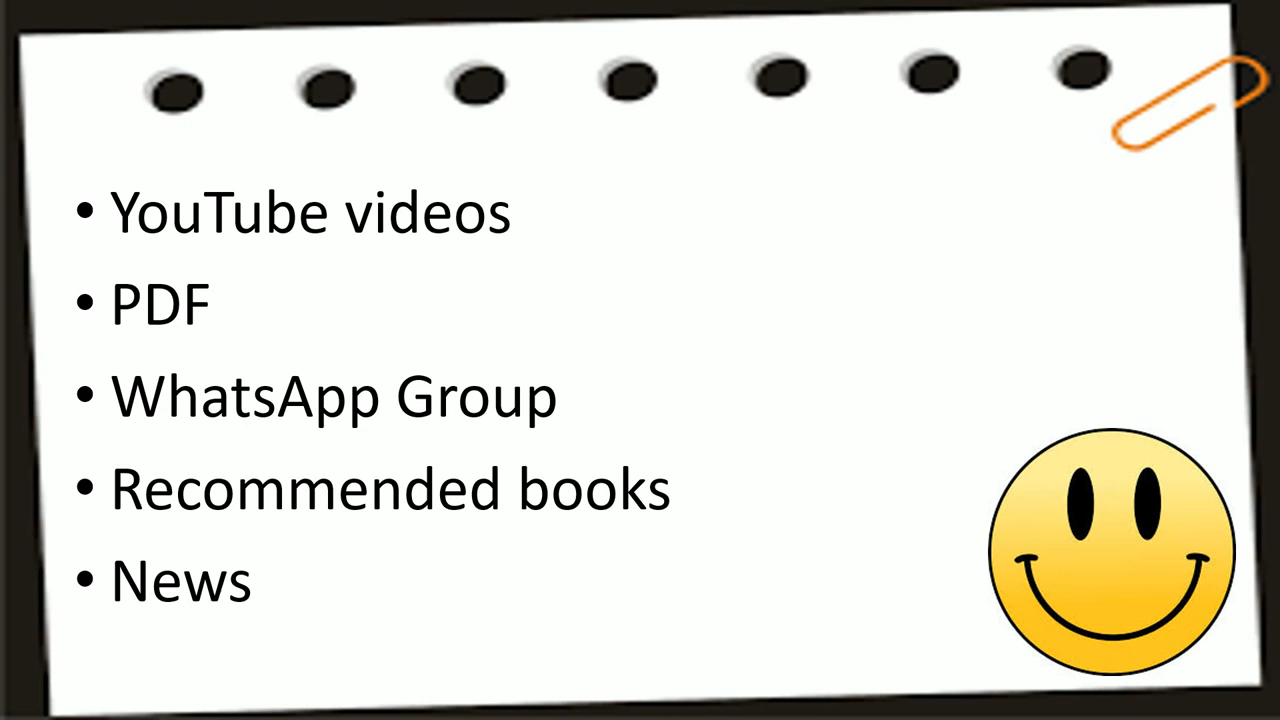 • YouTube videos
• PDF
• WhatsApp Group
• Recommended books
• News